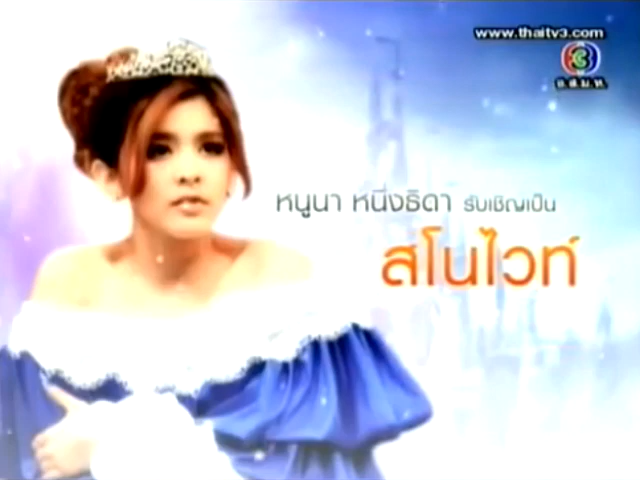 www.thaitv3.com
3
อ.ส.ม.ท.
หนูนา หนึ่งธิดา รับเชิญเป็น
สโนไวท์